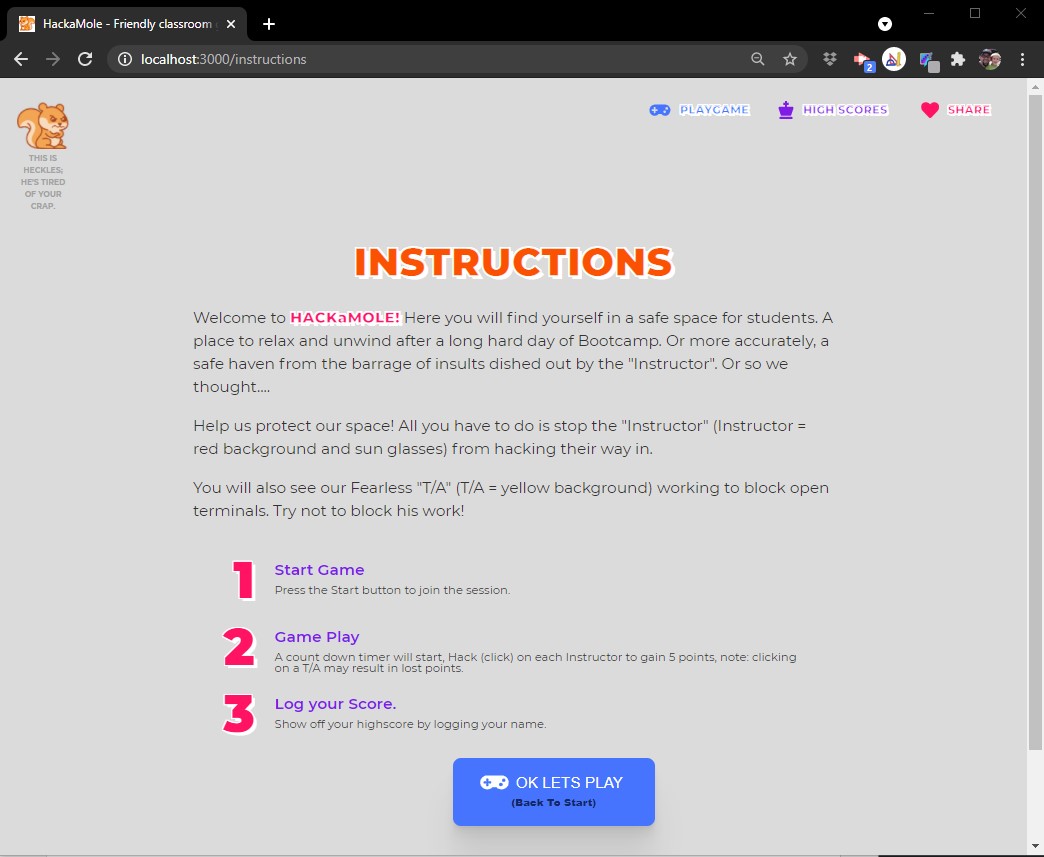 HackaMole - Friendly classroom
localhost:3000/instructions
2
PLAYGAME
HIGH SCORES
SHARE
THIS IS
HECKLES;
HE'S TIRED
OF YOUR
CRAP.
INSTRUCTIONS
Welcome to HACKaMOLE! Here you will find yourself in a safe space for students. A
place to relax and unwind after a long hard day of Bootcamp. Or more accurately, a
safe haven from the barrage of insults dished out by the "Instructor". Or so we
thought....
Help us protect our space! All you have to do is stop the "Instructor" (Instructor =
red background and sun glasses) from hacking their way in.
You will also see our Fearless "T/A" (T/A = yellow background) working to block open
terminals. Try not to block his work!
1
Start Game
Press the Start button to join the session.
2
Game Play
A count down timer will start, Hack (click) on each Instructor to gain 5 points, note: clicking
on a T/A may result in lost points.
3
Log your Score.
Show off your highscore by logging your name.
OK LETS PLAY
(Back To Start)